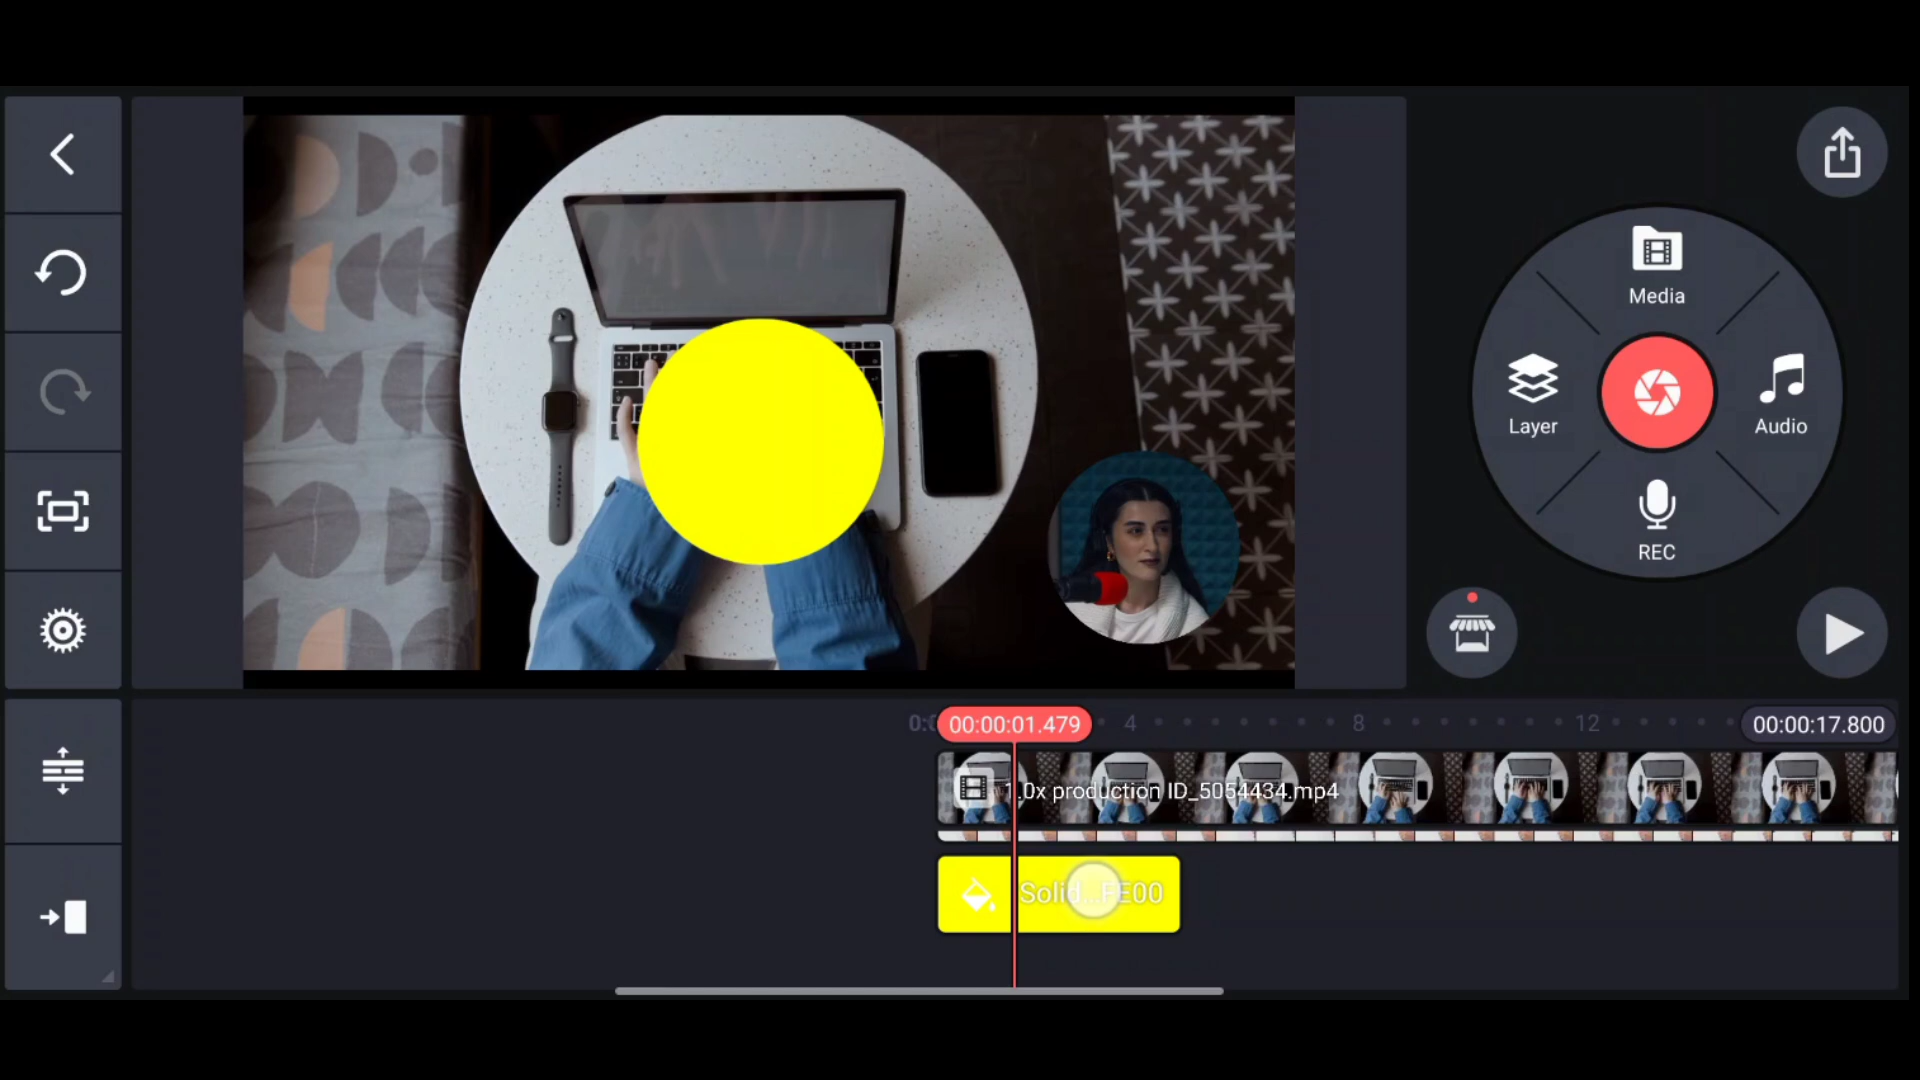 Media
Layer
Audio
REC
00:00:01.479
4
8
12
00:00:17.800
1.0x production ID_5054434.mp4
Solid...FE00